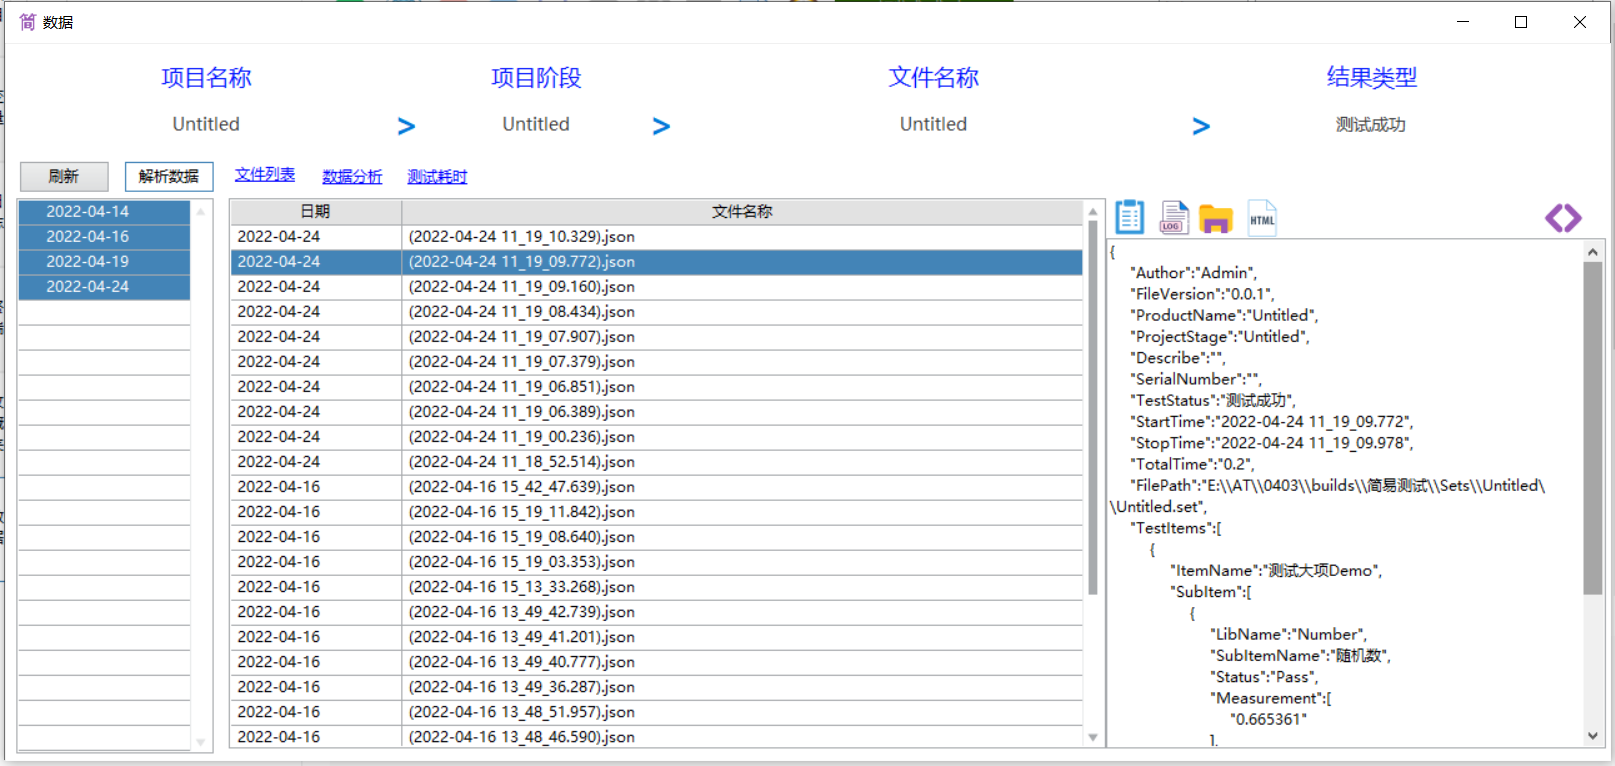 简 数据
项目名称 项目阶段 文件名称 结果类型
Untitled > Untitled > Untitled > 测试成功
刷新 解析数据 文件列表 数据分析 测试耗时
2022-04-14
2022-04-16
2022-04-19
2022-04-24
日期 文件名称
2022-04-24 (2022-04-24 11_19_10.329).json
2022-04-24 (2022-04-24 11_19_09.772).json
2022-04-24 (2022-04-24 11_19_09.160).json
2022-04-24 (2022-04-24 11_19_08.434).json
2022-04-24 (2022-04-24 11_19_07.907).json
2022-04-24 (2022-04-24 11_19_07.379).json
2022-04-24 (2022-04-24 11_19_06.851).json
2022-04-24 (2022-04-24 11_19_06.389).json
2022-04-24 (2022-04-24 11_19_00.236).json
2022-04-24 (2022-04-24 11_18_52.514).json
2022-04-16 (2022-04-16 15_42_47.639).json
2022-04-16 (2022-04-16 15_19_11.842).json
2022-04-16 (2022-04-16 15_19_08.640).json
2022-04-16 (2022-04-16 15_19_03.353).json
2022-04-16 (2022-04-16 15_13_33.268).json
2022-04-16 (2022-04-16 13_49_42.739).json
2022-04-16 (2022-04-16 13_49_41.201).json
2022-04-16 (2022-04-16 13_49_40.777).json
2022-04-16 (2022-04-16 13_49_36.287).json
2022-04-16 (2022-04-16 13_48_51.957).json
2022-04-16 (2022-04-16 13_48_46.590).json
LOG HTML
{
"Author":"Admin",
"FileVersion":"0.0.1",
"ProductName":"Untitled",
"ProjectStage":"Untitled",
"Describe":"",
"SerialNumber":"",
"TestStatus":"测试成功",
"StartTime":"2022-04-24 11_19_09.772",
"StopTime":"2022-04-24 11_19_09.978",
"TotalTime":"0.2",
"FilePath":"E:\\AT\\0403\\builds\\简易测试\\Sets\\Untitled\
\Untitled.set",
"TestItems":[
{
"ItemName":"测试大项Demo",
"SubItem":[
{
"LibName":"Number",
"SubItemName":"随机数",
"Status":"Pass",
"Measurement":[
"0.665361"
],